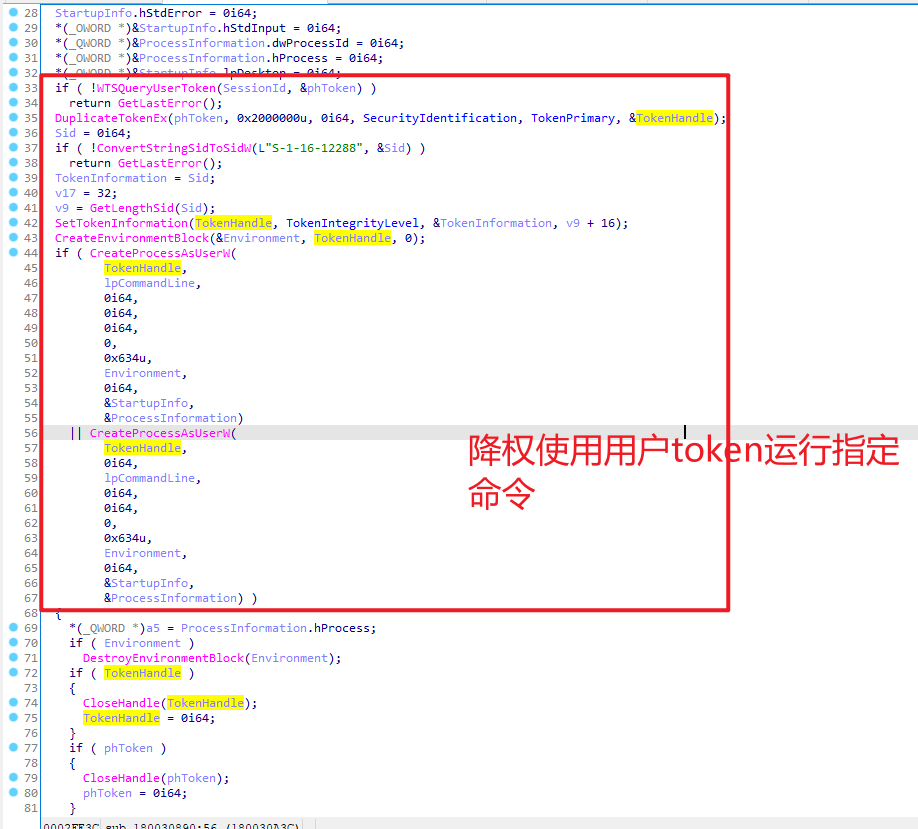 28 StartupInfo.hStdError = 0i64;
29 *(_OWORD *)&StartupInfo.hStdInput = 0i64;
30 *(_QWORD *)&ProcessInformation.dwProcessId = 0i64;
31 *(_OWORD *)&ProcessInformation.hProcess = 0i64;
32 *(_OWORD *)&StartupInfo.lpDesktop = 0i64;
33 if ( !WTSQueryUserToken(SessionId, &phToken) )
34 return GetLastError();
35 DuplicateTokenEx(phToken, 0x2000000u, 0i64, SecurityIdentification, TokenPrimary, &TokenHandle);
36 Sid = 0i64;
37 if ( !ConvertStringSidToSidW(L"S-1-16-12288", &Sid) )
38 return GetLastError();
39 TokenInformation = Sid;
40 v17 = 32;
41 v9 = GetLengthSid(Sid);
42 SetTokenInformation(TokenHandle, TokenIntegrityLevel, &TokenInformation, v9 + 16);
43 CreateEnvironmentBlock(&Environment, TokenHandle, 0);
44 if ( CreateProcessAsUserW(
45 TokenHandle,
46 lpCommandLine,
47 0i64,
48 0i64,
49 0i64,
50 0,
51 0x634u,
52 Environment,
53 0i64,
54 &StartupInfo,
55 &ProcessInformation)
56 || CreateProcessAsUserW(
57 TokenHandle,
58 0i64,
59 lpCommandLine,
60 0i64,
61 0i64,
62 0,
63 0x634u,
64 Environment,
65 0i64,
66 &StartupInfo,
67 &ProcessInformation) )
降权使用用户token运行指定
命令
68 {
69 *(_QWORD *)a5 = ProcessInformation.hProcess;
70 if ( Environment )
71 DestroyEnvironmentBlock(Environment);
72 if ( TokenHandle )
73 {
74 CloseHandle(TokenHandle);
75 TokenHandle = 0i64;
76 }
77 if ( phToken )
78 {
79 CloseHandle(phToken);
80 phToken = 0i64;
81 }